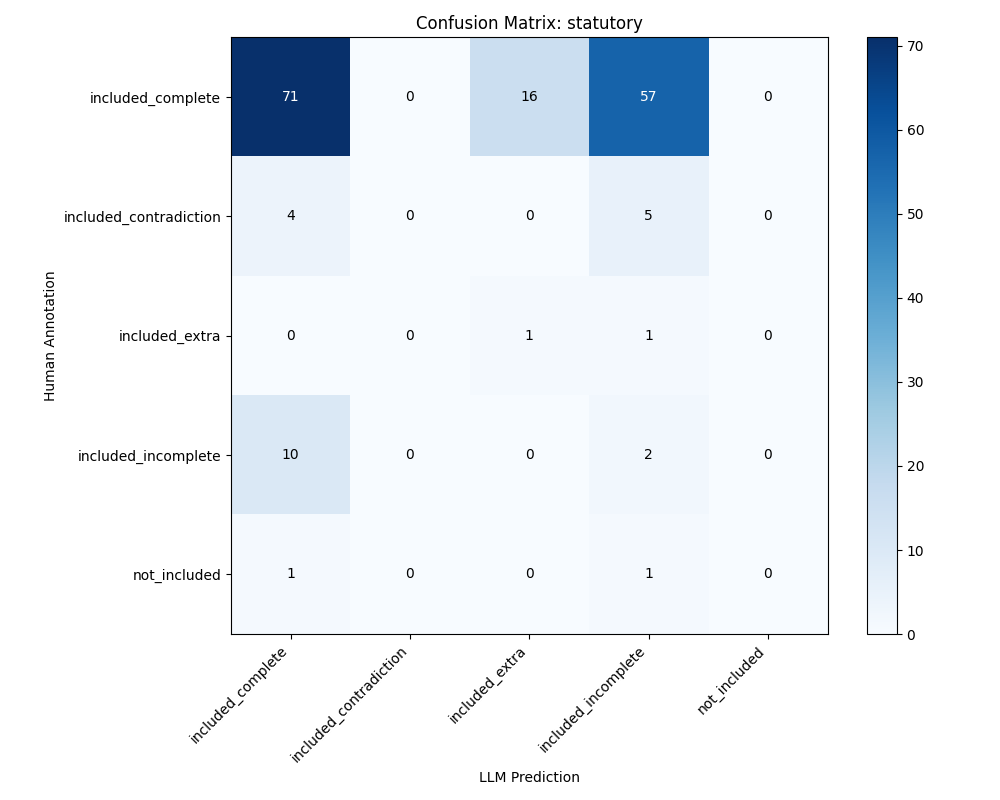 Confusion Matrix: statutory
included_complete 71 0 16 57 0
included_contradiction 4 0 0 5 0
included_extra 0 0 1 1 0
included_incomplete 10 0 0 2 0
not_included 1 0 0 1 0
included_complete included_contradiction included_extra included_incomplete not_included
LLM Prediction
Human Annotation
70
60
50
40
30
20
10
0